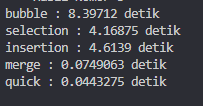 bubble : 8.39712 detik
selection : 4.16875 detik
insertion : 4.6139 detik
merge : 0.0749063 detik
quick : 0.0443275 detik